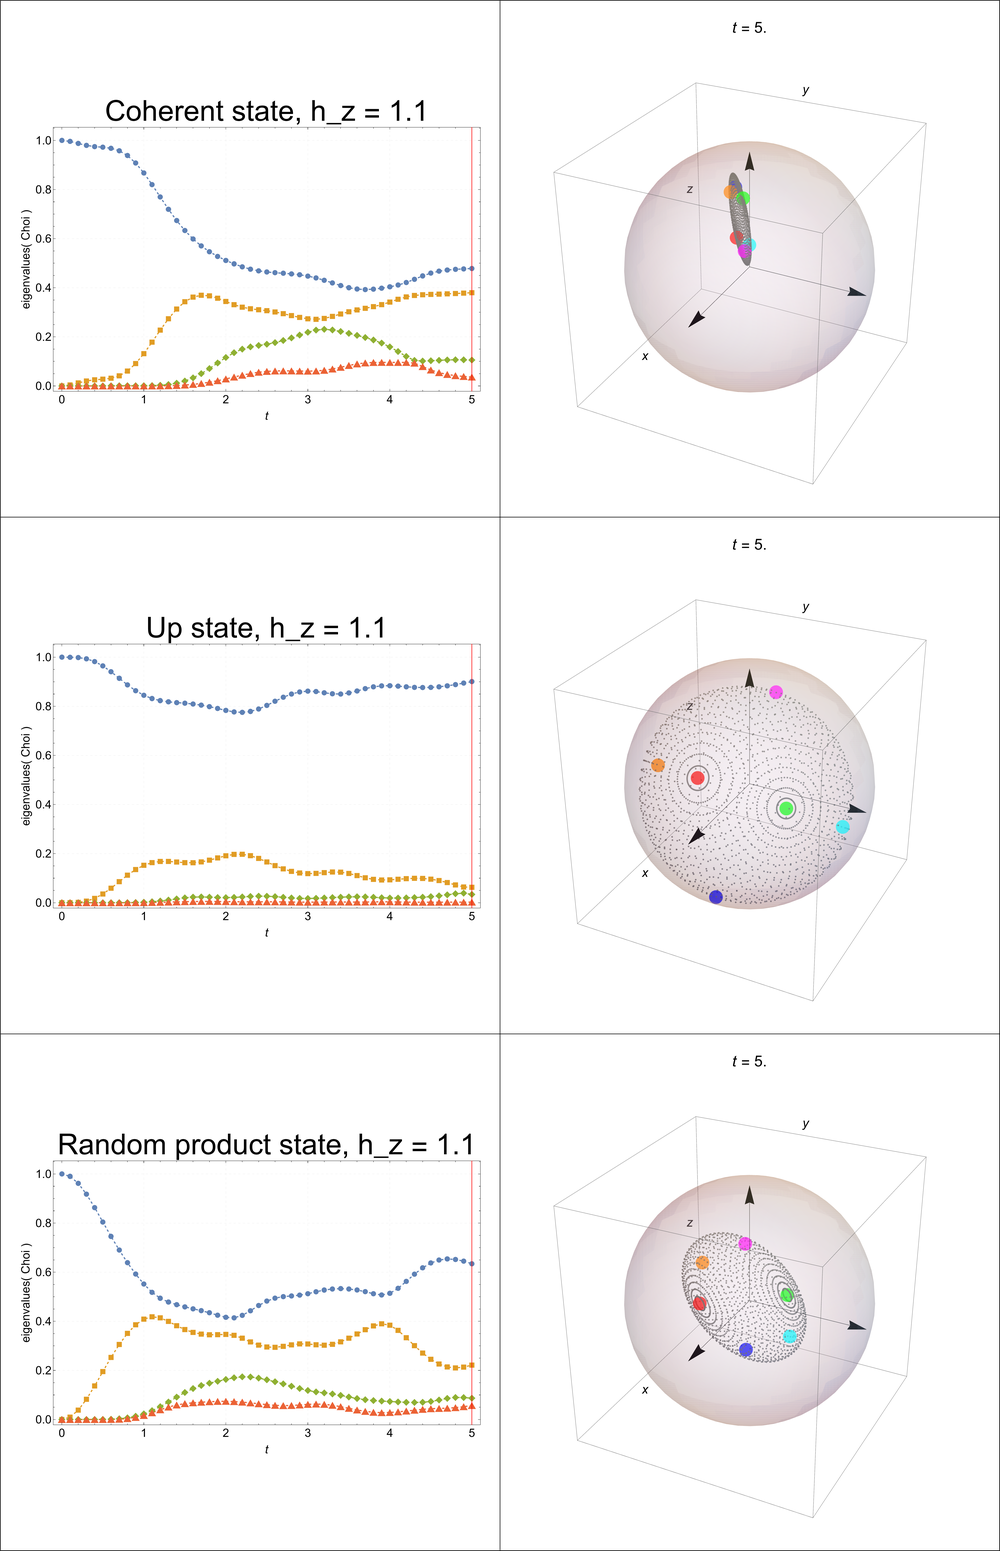 t = 5.
Coherent state, h_z = 1.1
eigenvalues( Choi )
1.0
0.8
0.6
0.4
0.2
0.0
0 1 2 3 4 5
t
y
z
x
t = 5.
Up state, h_z = 1.1
eigenvalues( Choi )
1.0
0.8
0.6
0.4
0.2
0.0
0 1 2 3 4 5
t
y
z
x
t = 5.
Random product state, h_z = 1.1
eigenvalues( Choi )
1.0
0.8
0.6
0.4
0.2
0.0
0 1 2 3 4 5
t
y
z
x